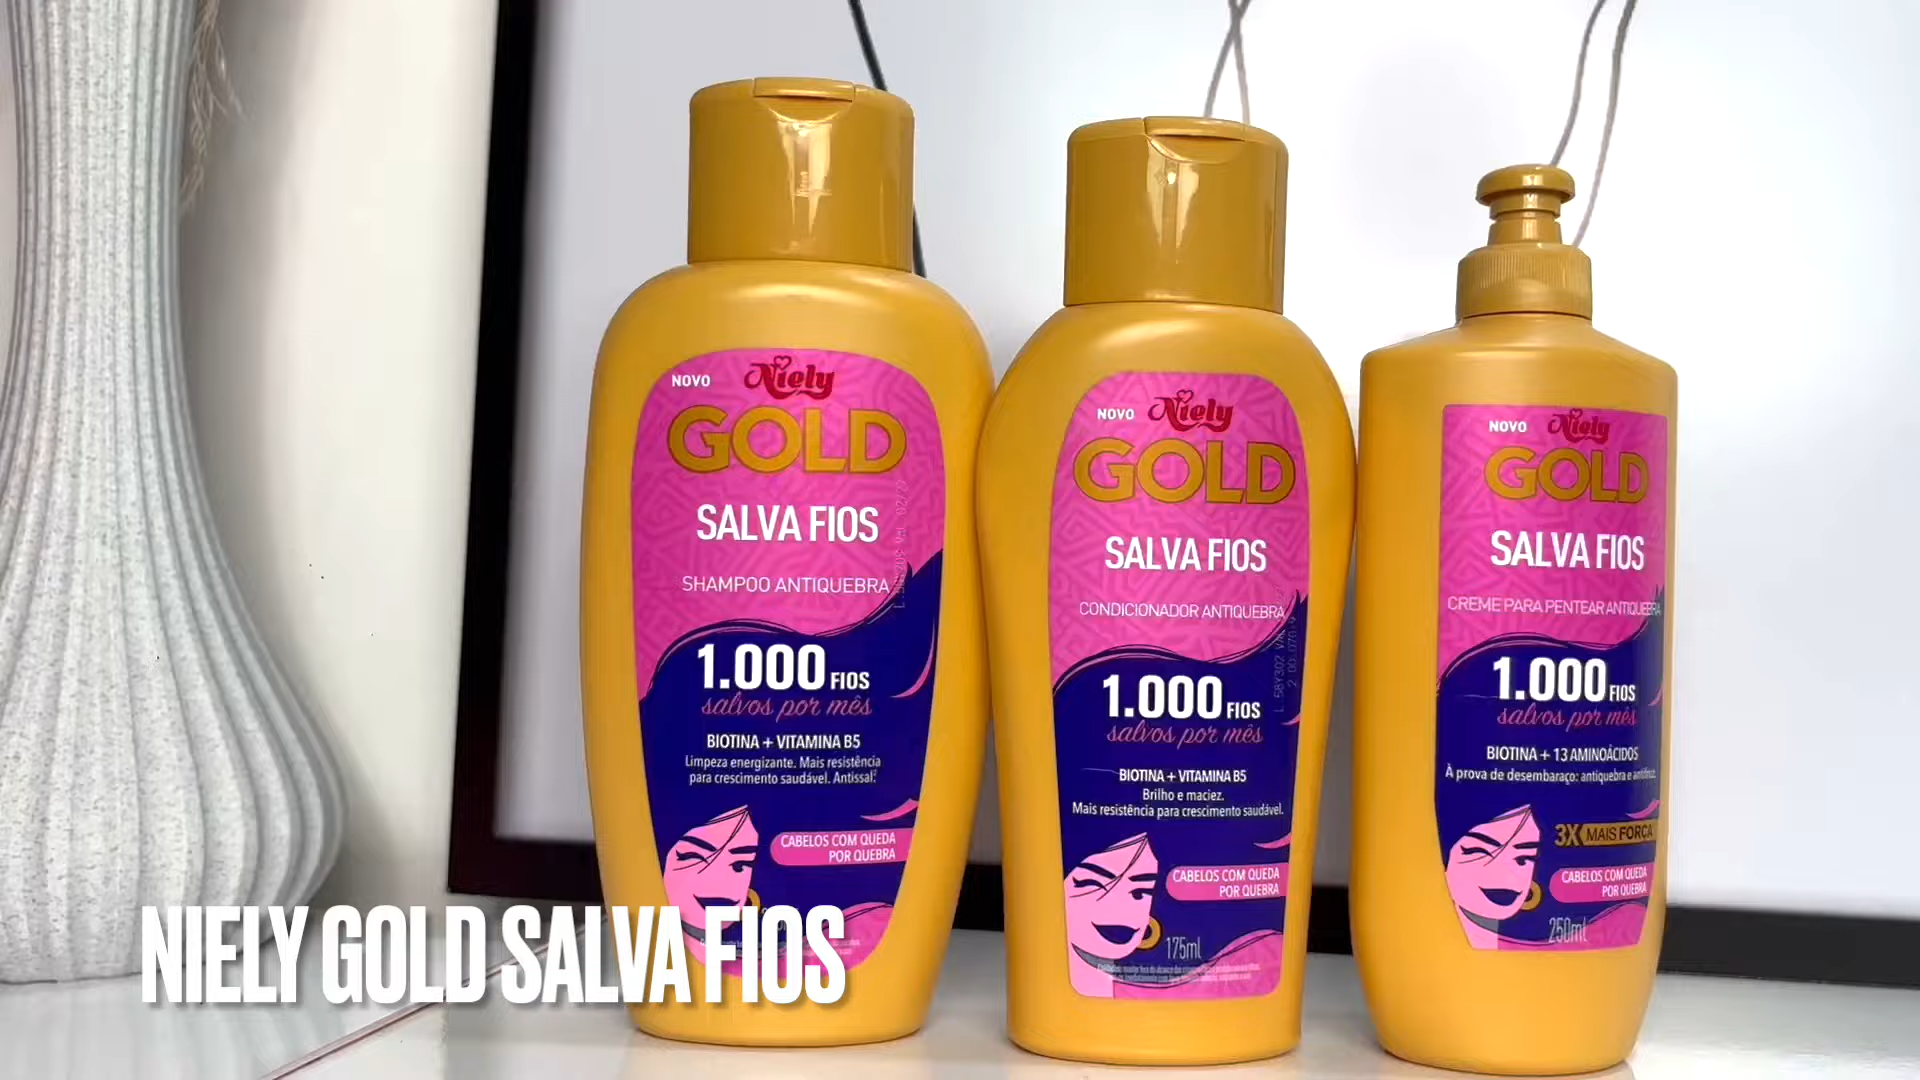 NOVO Niely
GOLD
SALVA FIOS
SHAMPOO ANTIQUEBRA
1.000 FIOS
salvos por mês
BIOTINA + VITAMINA B5
Limpeza energizante. Mais resistência
para crescimento saudável. Antissal.²
CABELOS COM QUEDA
POR QUEBRA
NOVO Niely
GOLD
SALVA FIOS
CONDICIONADOR ANTIQUEBRA
1.000 FIOS
salvos por mês
BIOTINA + VITAMINA B5
Brilho e maciez.
Mais resistência para crescimento saudável.
CABELOS COM QUEDA
POR QUEBRA
175ml
NOVO Niely
GOLD
SALVA FIOS
CREME PARA PENTEAR ANTIQUEBRA
1.000 FIOS
salvos por mês
BIOTINA + 13 AMINOÁCIDOS
À prova de desembaraço: antiquebra e
3X MAIS FORÇA
CABELOS COM QUEDA
POR QUEBRA
250ml
NIELY GOLD SALVA FIOS